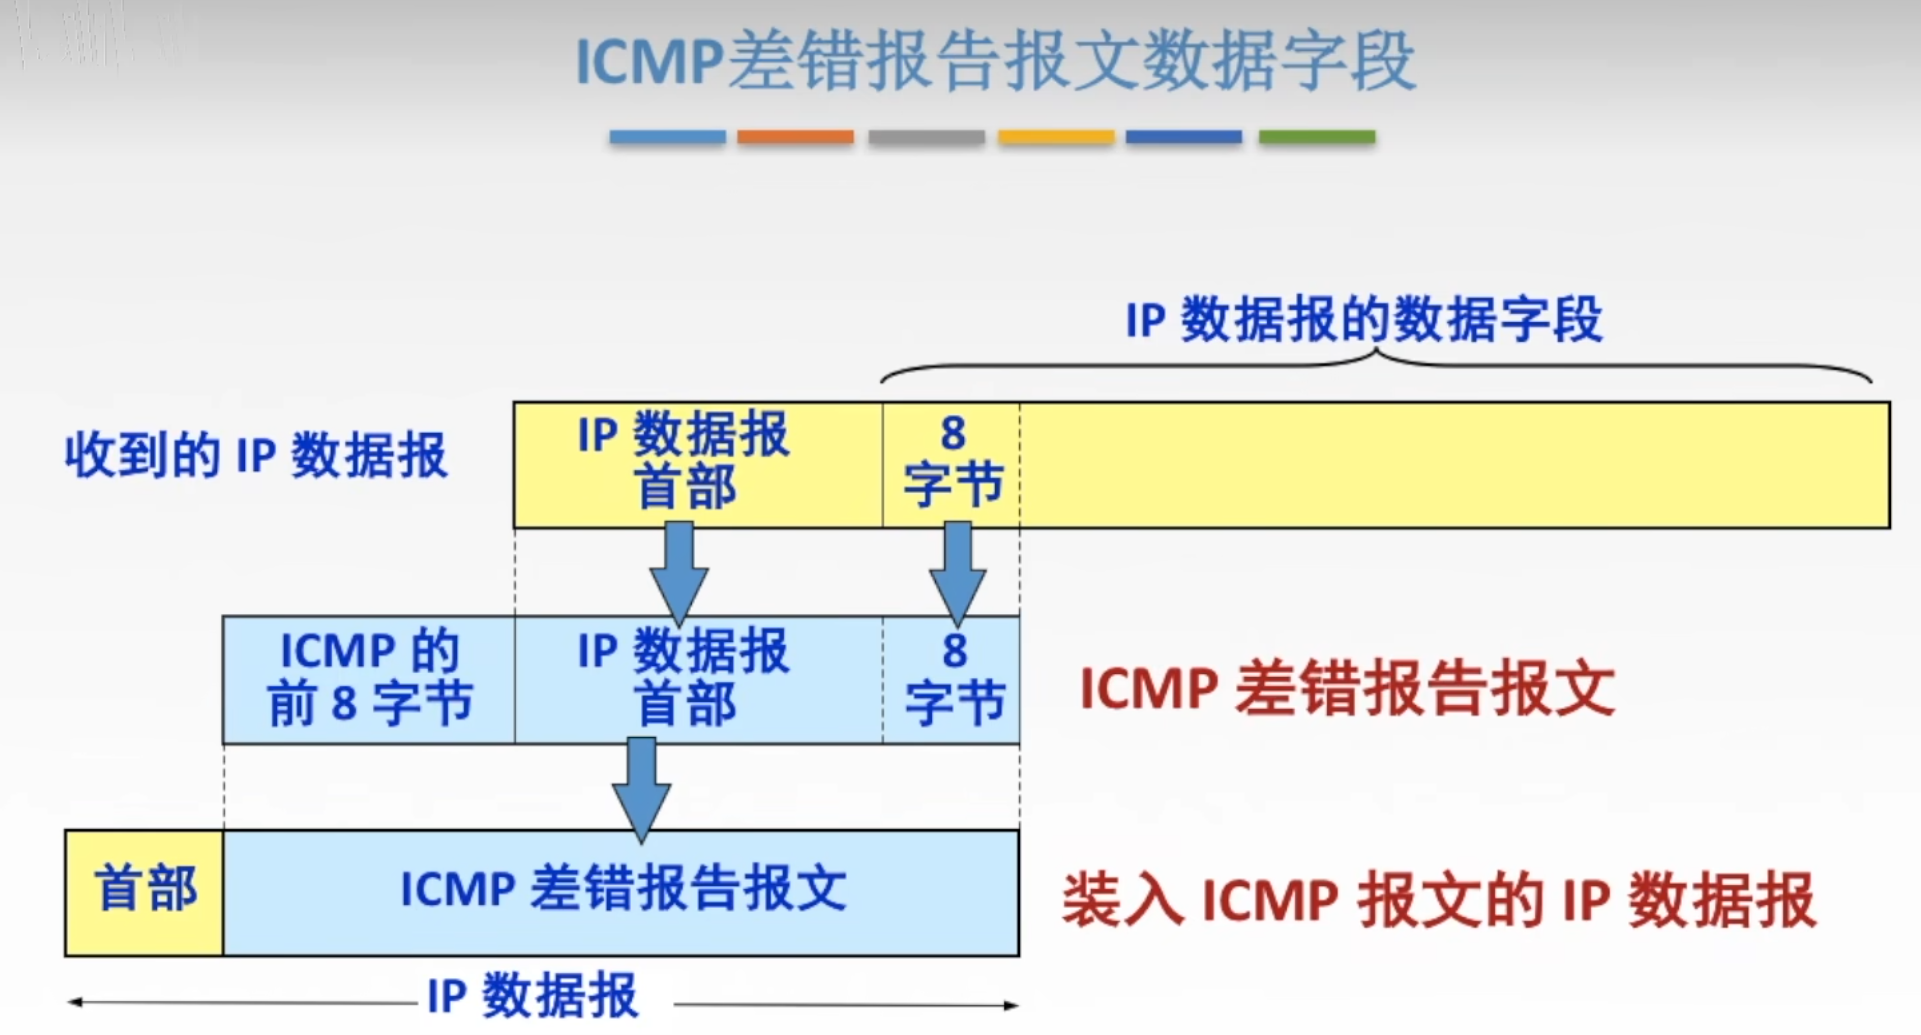 ICMP差错报告报文数据字段
IP 数据报的数据字段
收到的 IP 数据报
IP 数据报
首部
8
字节
ICMP 的
前 8 字节
IP 数据报
首部
8
字节
ICMP 差错报告报文
首部
ICMP 差错报告报文
装入 ICMP 报文的 IP 数据报
IP 数据报